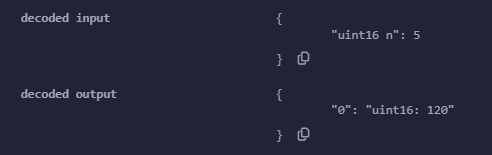 decoded input {
"uint16 n": 5
}
decoded output {
"0": "uint16: 120"
}